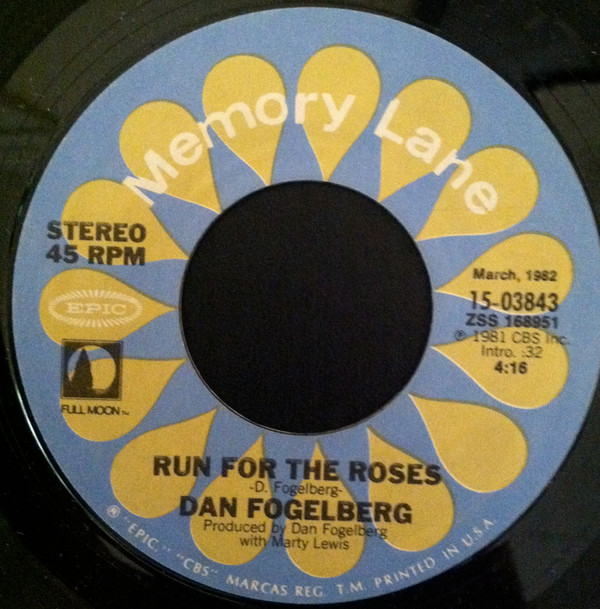 Memory Lane
STEREO
45 RPM
EPIC
FULL MOON™
March, 1982
15-03843
ZSS 168951
℗ 1981 CBS Inc.
Intro. :32
4:16
RUN FOR THE ROSES
-D. Fogelberg-
DAN FOGELBERG
Produced by Dan Fogelberg
with Marty Lewis
® "EPIC," "CBS" MARCAS REG. T.M. PRINTED IN U.S.A.